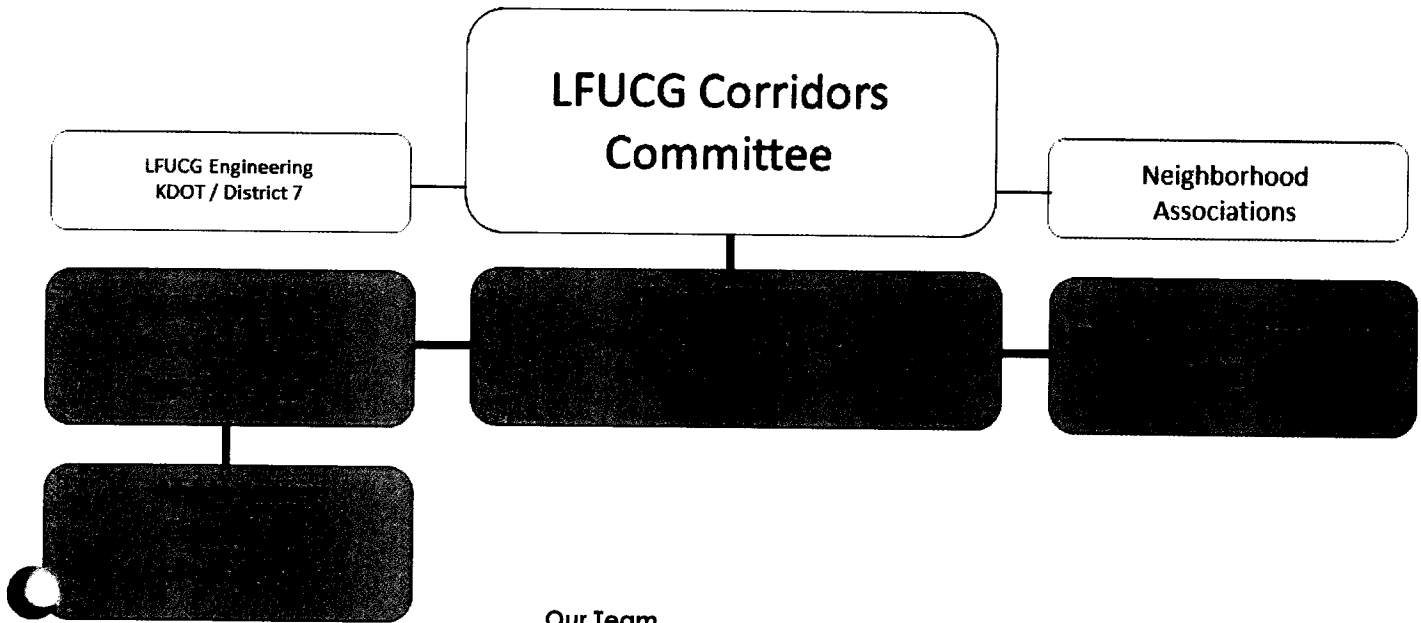 LFUCG Corridors
Committee
LFUCG Engineering
KDOT / District 7
Neighborhood
Associations
Our Team